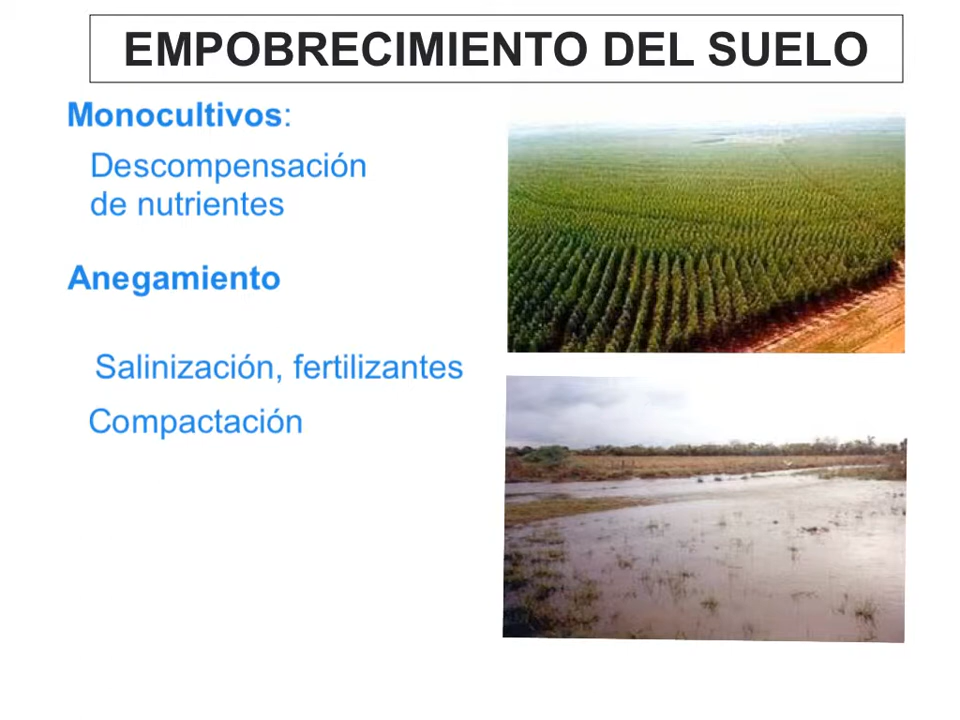 EMPOBRECIMIENTO DEL SUELO
Monocultivos:
Descompensación
de nutrientes
Anegamiento
Salinización, fertilizantes
Compactación